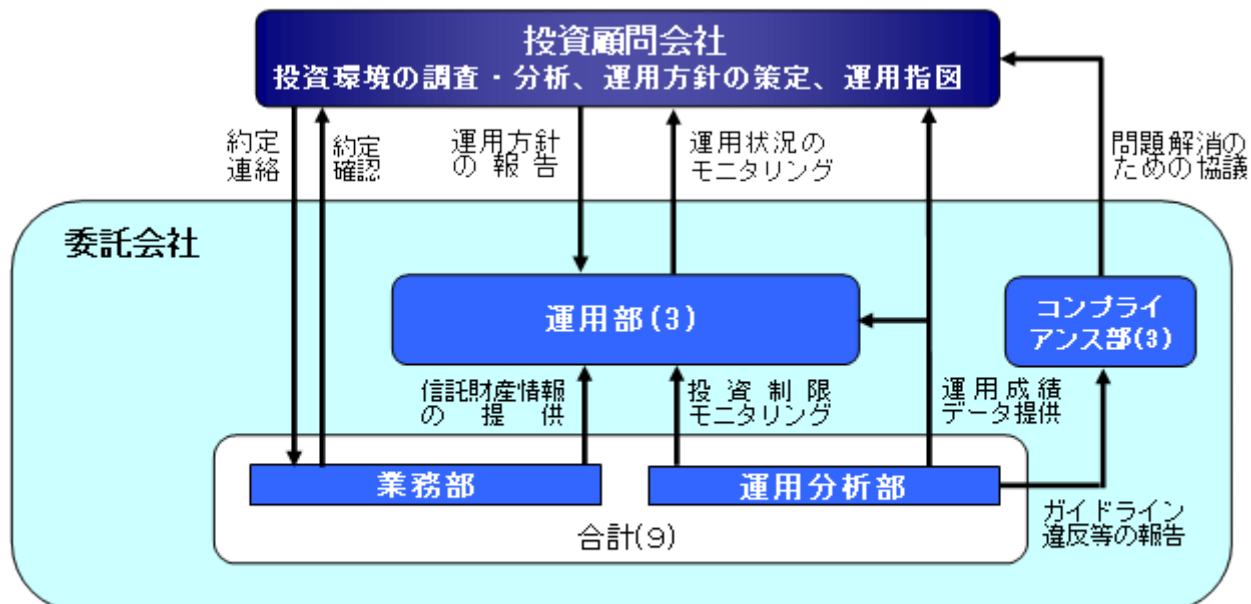 投資顧問会社
投資環境の調査・分析、運用方針の策定、運用指図
約定
連絡
約定
確認
運用方針
の報告
運用状況の
モニタリング
問題解消の
ための協議
委託会社
運用部(3)
コンプライ
アンス部(3)
信託財産情報
の提供
投資制限
モニタリング
運用成績
データ提供
業務部
運用分析部
合計(9)
ガイドライン
違反等の報告